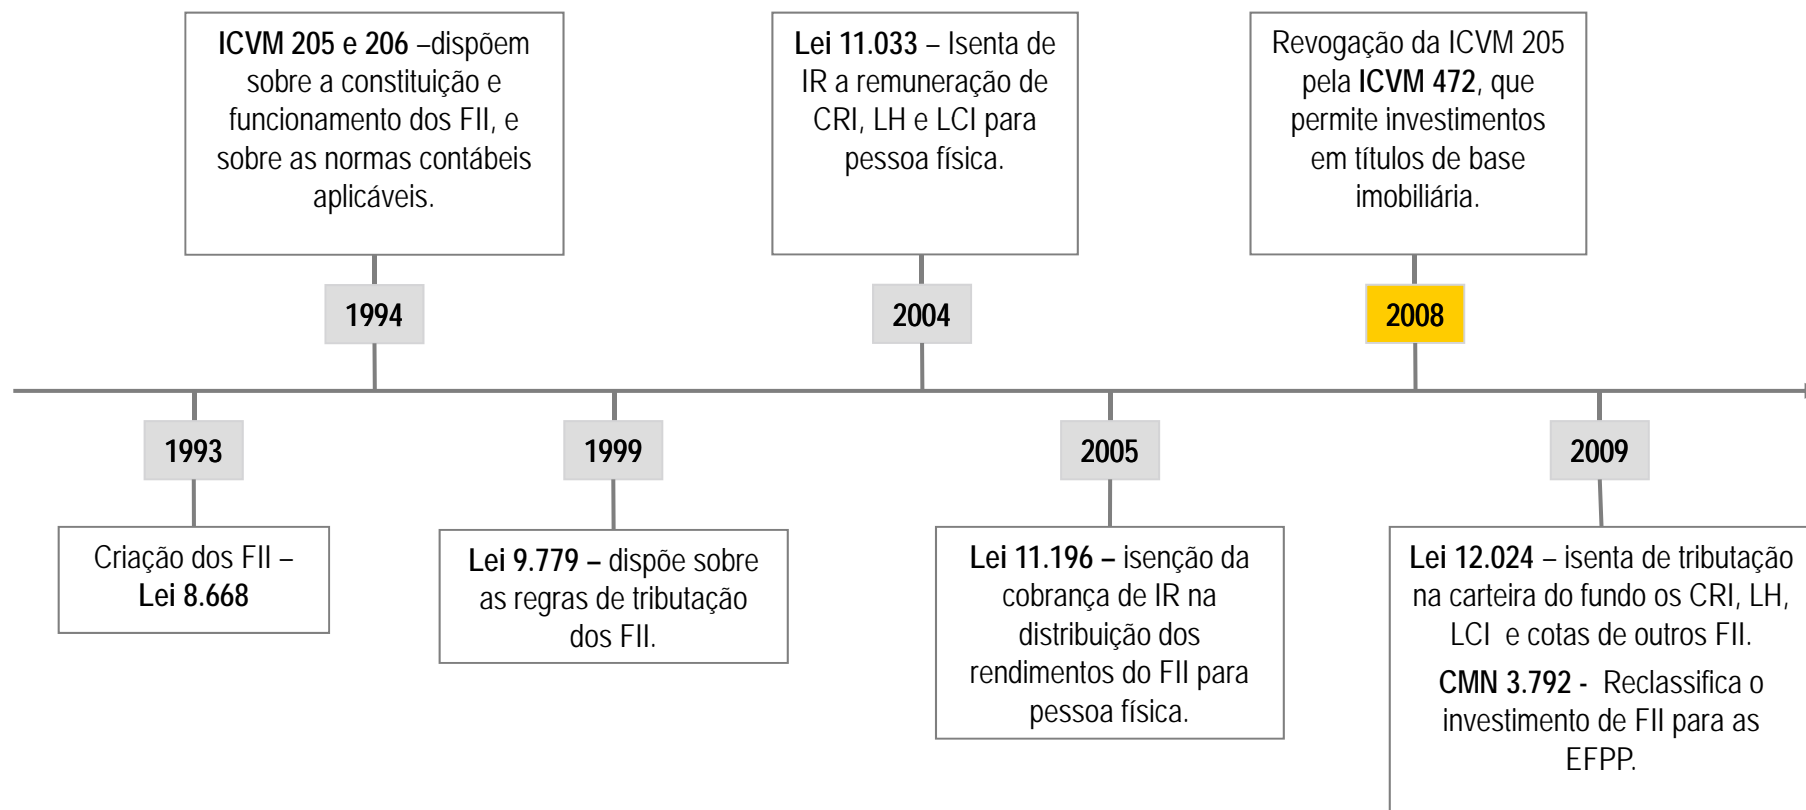 ICVM 205 e 206 –dispõem
sobre a constituição e
funcionamento dos FII, e
sobre as normas contábeis
aplicáveis.
Lei 11.033 – Isenta de
IR a remuneração de
CRI, LH e LCI para
pessoa física.
Revogação da ICVM 205
pela ICVM 472, que
permite investimentos
em títulos de base
imobiliária.
1994
2004
2008
1993
1999
2005
2009
Criação dos FII –
Lei 8.668
Lei 9.779 – dispõe sobre
as regras de tributação
dos FII.
Lei 11.196 – isenção da
cobrança de IR na
distribuição dos
rendimentos do FII para
pessoa física.
Lei 12.024 – isenta de tributação
na carteira do fundo os CRI, LH,
LCI  e cotas de outros FII.
CMN 3.792 -  Reclassifica o
investimento de FII para as
EFPP.